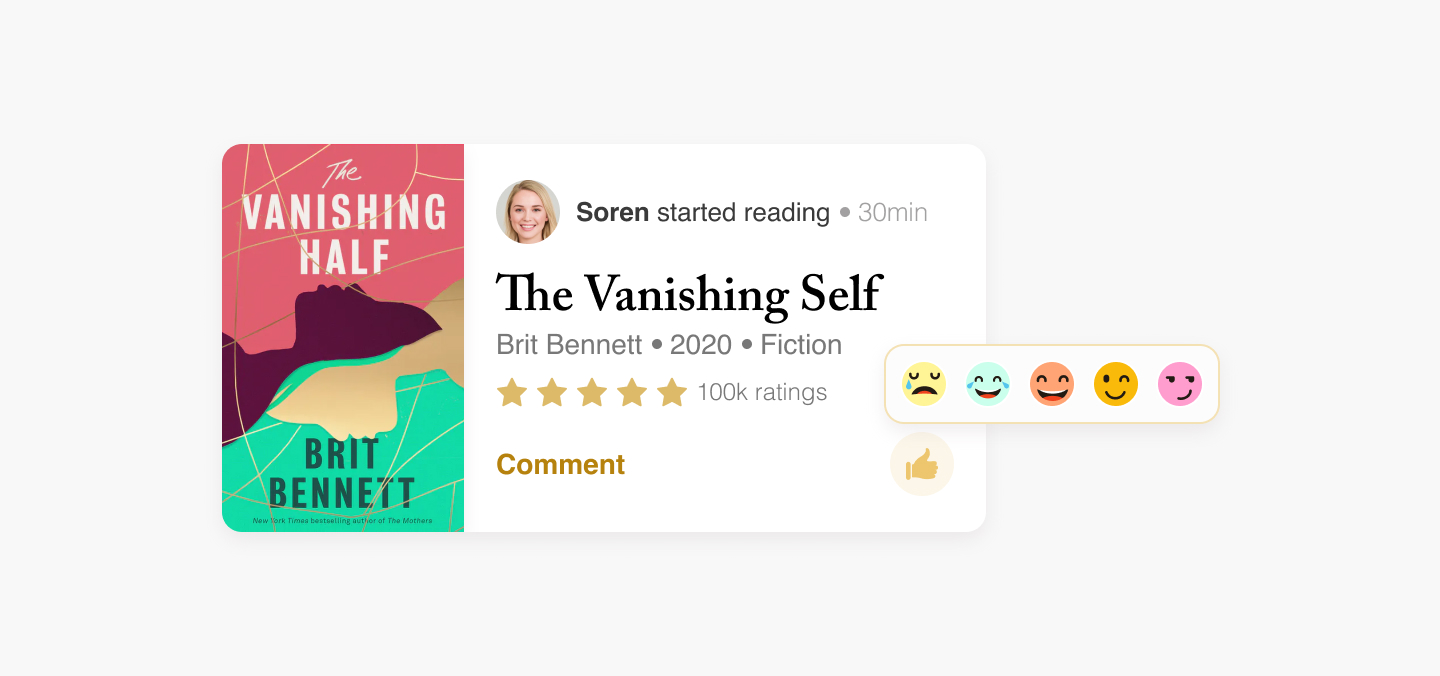 The
VANISHING
HALF
BRIT
BENNETT
New York Times bestselling author of The Mothers
Soren started reading • 30min
The Vanishing Self
Brit Bennett • 2020 • Fiction
100k ratings
Comment